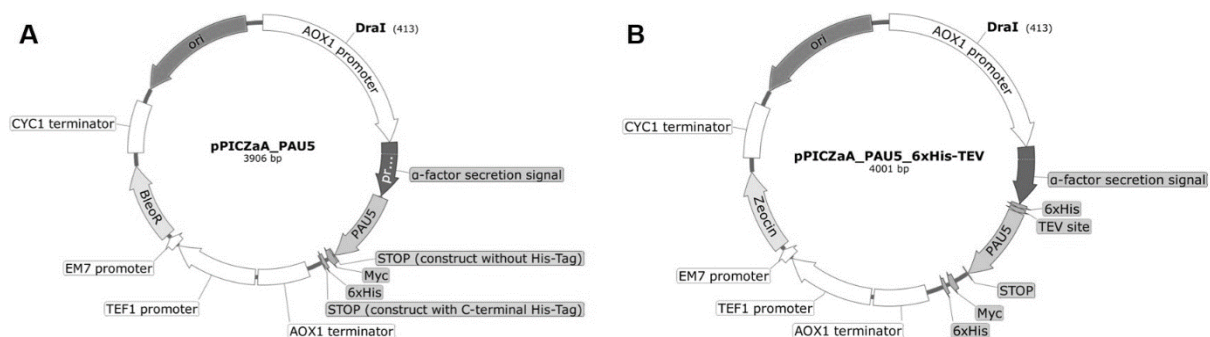 A
DraI (413)
AOX1 promoter
ori
CYC1 terminator
pPICZaA_PAU5
3906 bp
pr...
α-factor secretion signal
BleoR
PAU5
STOP (construct without His-Tag)
EM7 promoter
Myc
6xHis
TEF1 promoter
STOP (construct with C-terminal His-Tag)
AOX1 terminator
B
DraI (413)
AOX1 promoter
ori
CYC1 terminator
pPICZaA_PAU5_6xHis-TEV
4001 bp
α-factor secretion signal
Zeocin
6xHis
TEV site
PAU5
EM7 promoter
STOP
TEF1 promoter
Myc
AOX1 terminator
6xHis